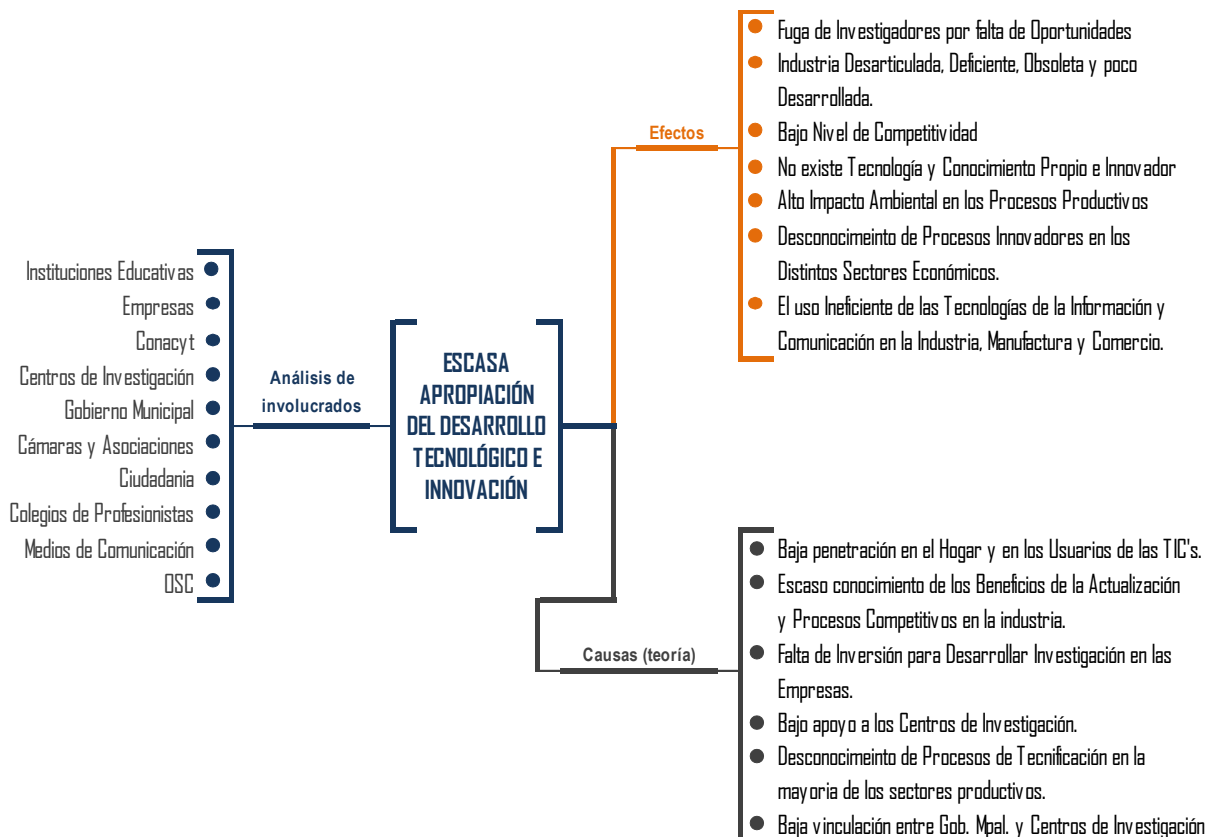 Instituciones Educativas
Empresas
Conacyt
Centros de Investigación
Gobierno Municipal
Cámaras y Asociaciones
Ciudadania
Colegios de Profesionistas
Medios de Comunicación
OSC
Análisis de
involucrados
ESCASA
APROPIACIÓN
DEL DESARROLLO
TECNOLÓGICO E
INNOVACIÓN
Efectos
Fuga de Investigadores por falta de Oportunidades
Industria Desarticulada, Deficiente, Obsoleta y poco
Desarrollada.
Bajo Nivel de Competitividad
No existe Tecnología y Conocimiento Propio e Innovador
Alto Impacto Ambiental en los Procesos Productivos
Desconocimeinto de Procesos Innovadores en los
Distintos Sectores Económicos.
El uso Ineficiente de las Tecnologías de la Información y
Comunicación en la Industria, Manufactura y Comercio.
Causas (teoría)
Baja penetración en el Hogar y en los Usuarios de las TIC's.
Escaso conocimiento de los Beneficios de la Actualización
y Procesos Competitivos en la industria.
Falta de Inversión para Desarrollar Investigación en las
Empresas.
Bajo apoyo a los Centros de Investigación.
Desconocimeinto de Procesos de Tecnificación en la
mayoria de los sectores productivos.
Baja vinculación entre Gob. Mpal. y Centros de Investigación